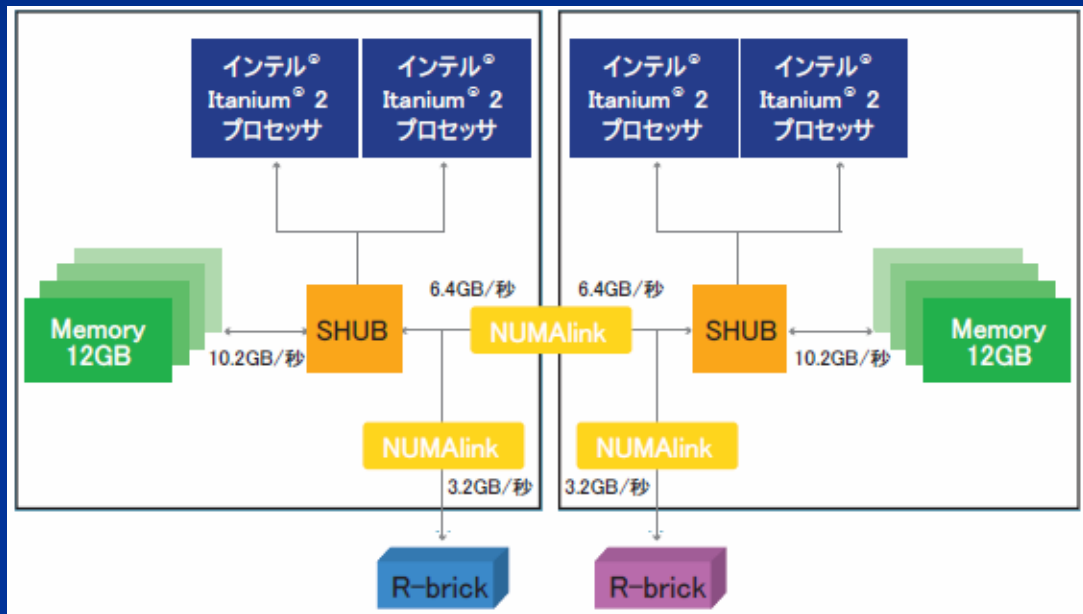 インテル®
Itanium® 2
プロセッサ
インテル®
Itanium® 2
プロセッサ
インテル®
Itanium® 2
プロセッサ
インテル®
Itanium® 2
プロセッサ
6.4GB/秒
6.4GB/秒
Memory
12GB
10.2GB/秒
SHUB
NUMAlink
SHUB
10.2GB/秒
Memory
12GB
NUMAlink
NUMAlink
3.2GB/秒
3.2GB/秒
R-brick
R-brick